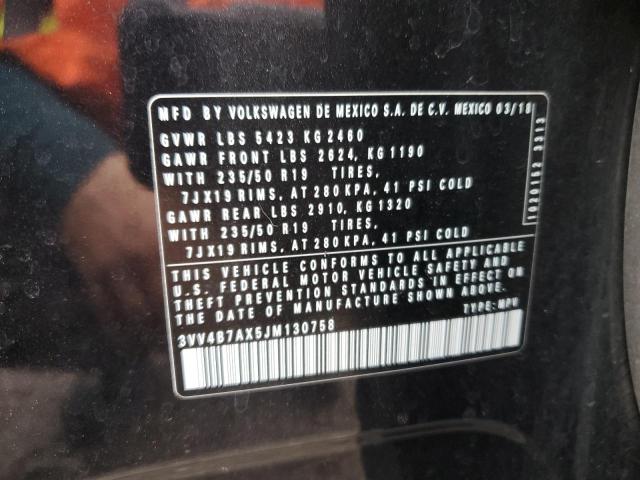 MFD BY VOLKSWAGEN DE MEXICO S.A. DE C.V. MEXICO 03/18
GVWR LBS 5423 KG 2460
GAWR FRONT LBS 2624, KG 1190
WITH 235/50 R19 TIRES,
7JX19 RIMS, AT 280 KPA, 41 PSI COLD
GAWR REAR LBS 2910, KG 1320
WITH 235/50 R19 TIRES,
7JX19 RIMS, AT 280 KPA, 41 PSI COLD
THIS VEHICLE CONFORMS TO ALL APPLICABLE
U.S. FEDERAL MOTOR VEHICLE SAFETY AND
THEFT PREVENTION STANDARDS IN EFFECT ON
THE DATE OF MANUFACTURE SHOWN ABOVE.
TYPE: MPV
3VV4B7AX5JM130758
3313